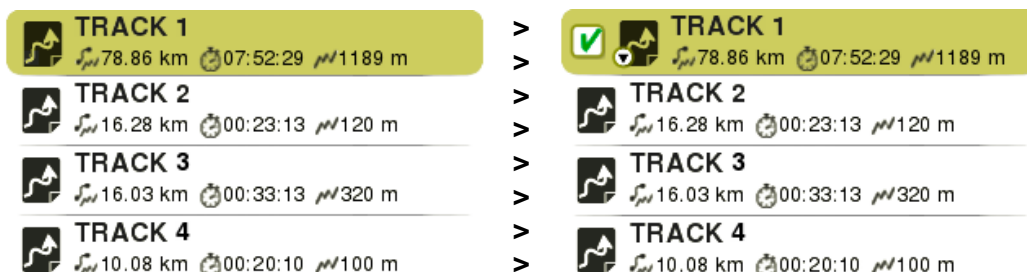 TRACK 1
78.86 km 07:52:29 1189 m
TRACK 2
16.28 km 00:23:13 120 m
TRACK 3
16.03 km 00:33:13 320 m
TRACK 4
10.08 km 00:20:10 100 m
>
>
>
>
>
>
>
>
TRACK 1
78.86 km 07:52:29 1189 m
TRACK 2
16.28 km 00:23:13 120 m
TRACK 3
16.03 km 00:33:13 320 m
TRACK 4
10.08 km 00:20:10 100 m